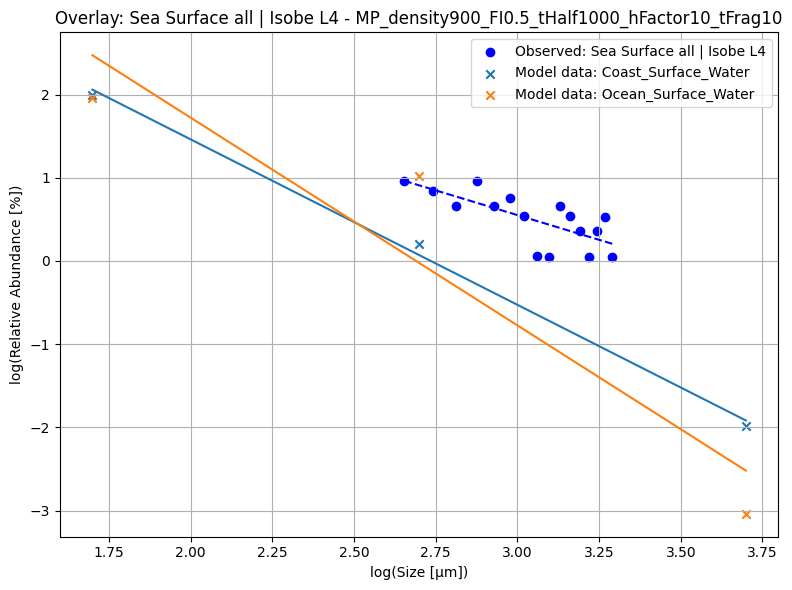 Overlay: Sea Surface all | Isobe L4 - MP_density900_FI0.5_tHalf1000_hFactor10_tFrag10
Observed: Sea Surface all | Isobe L4
Model data: Coast_Surface_Water
Model data: Ocean_Surface_Water
log(Relative Abundance [%])
2
1
0
−1
−2
−3
1.75
2.00
2.25
2.50
2.75
3.00
3.25
3.50
3.75
log(Size [μm])